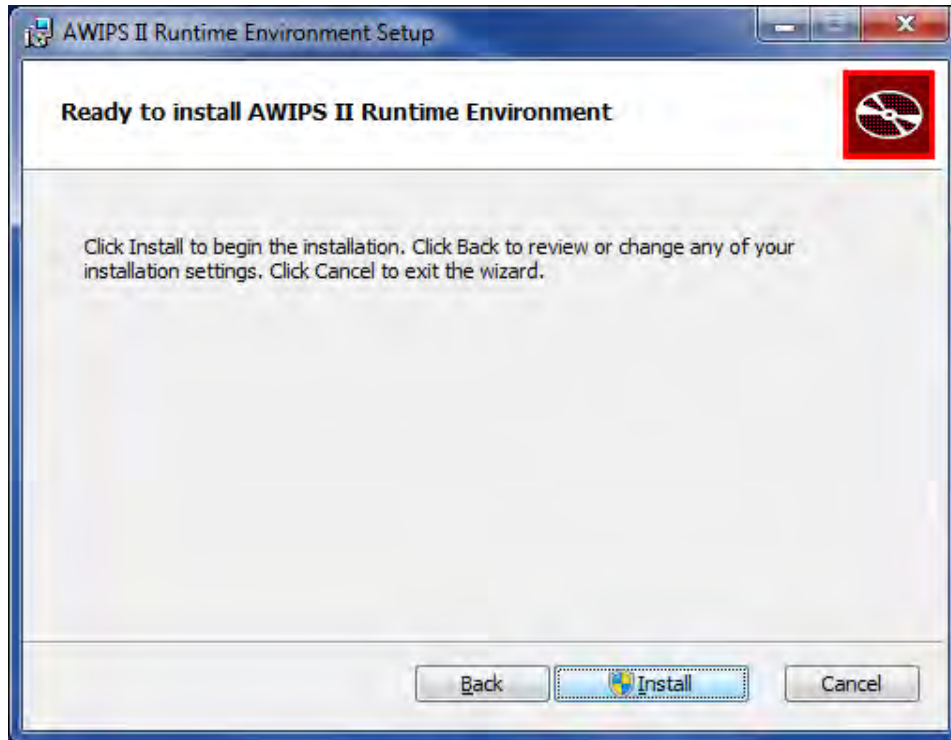 AWIPS II Runtime Environment Setup
Ready to install AWIPS II Runtime Environment
Click Install to begin the installation. Click Back to review or change any of your
installation settings. Click Cancel to exit the wizard.
Back Install Cancel